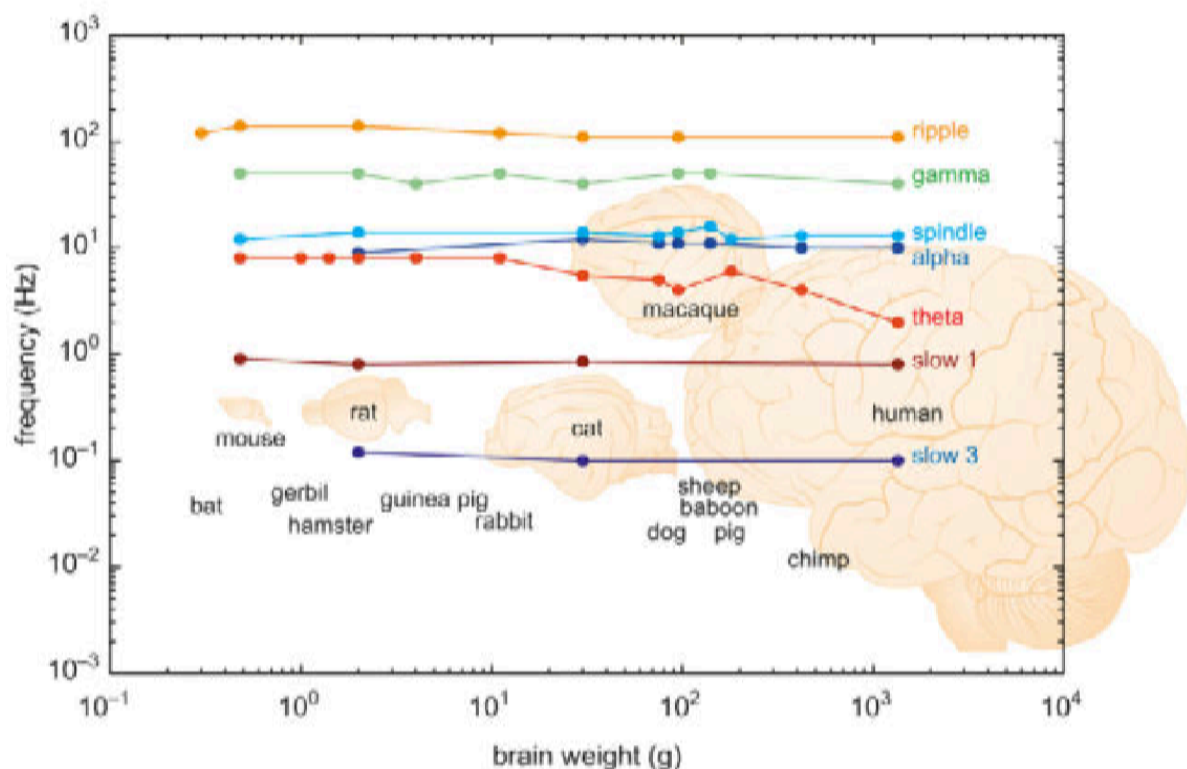 10³
10²
10¹
10⁰
10⁻¹
10⁻²
10⁻³
frequency (Hz)
ripple
gamma
spindle
alpha
theta
macaque
slow 1
rat
human
mouse
cat
slow 3
sheep
gerbil
guinea pig
baboon
bat
hamster
rabbit
dog
pig
chimp
10⁻¹ 10⁰ 10¹ 10² 10³ 10⁴
brain weight (g)